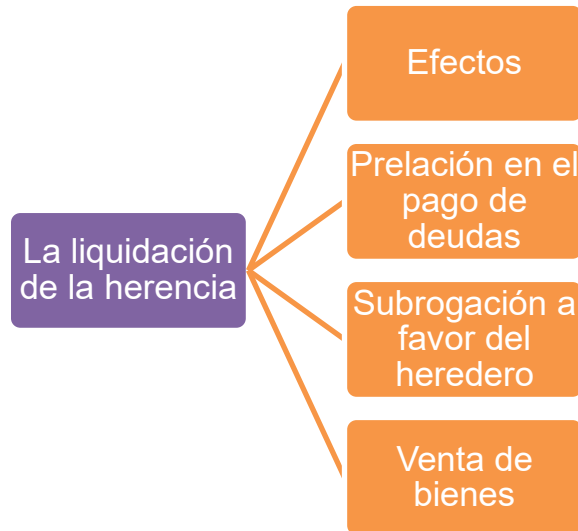 La liquidación
de la herencia
Efectos
Prelación en el
pago de
deudas
Subrogación a
favor del
heredero
Venta de
bienes